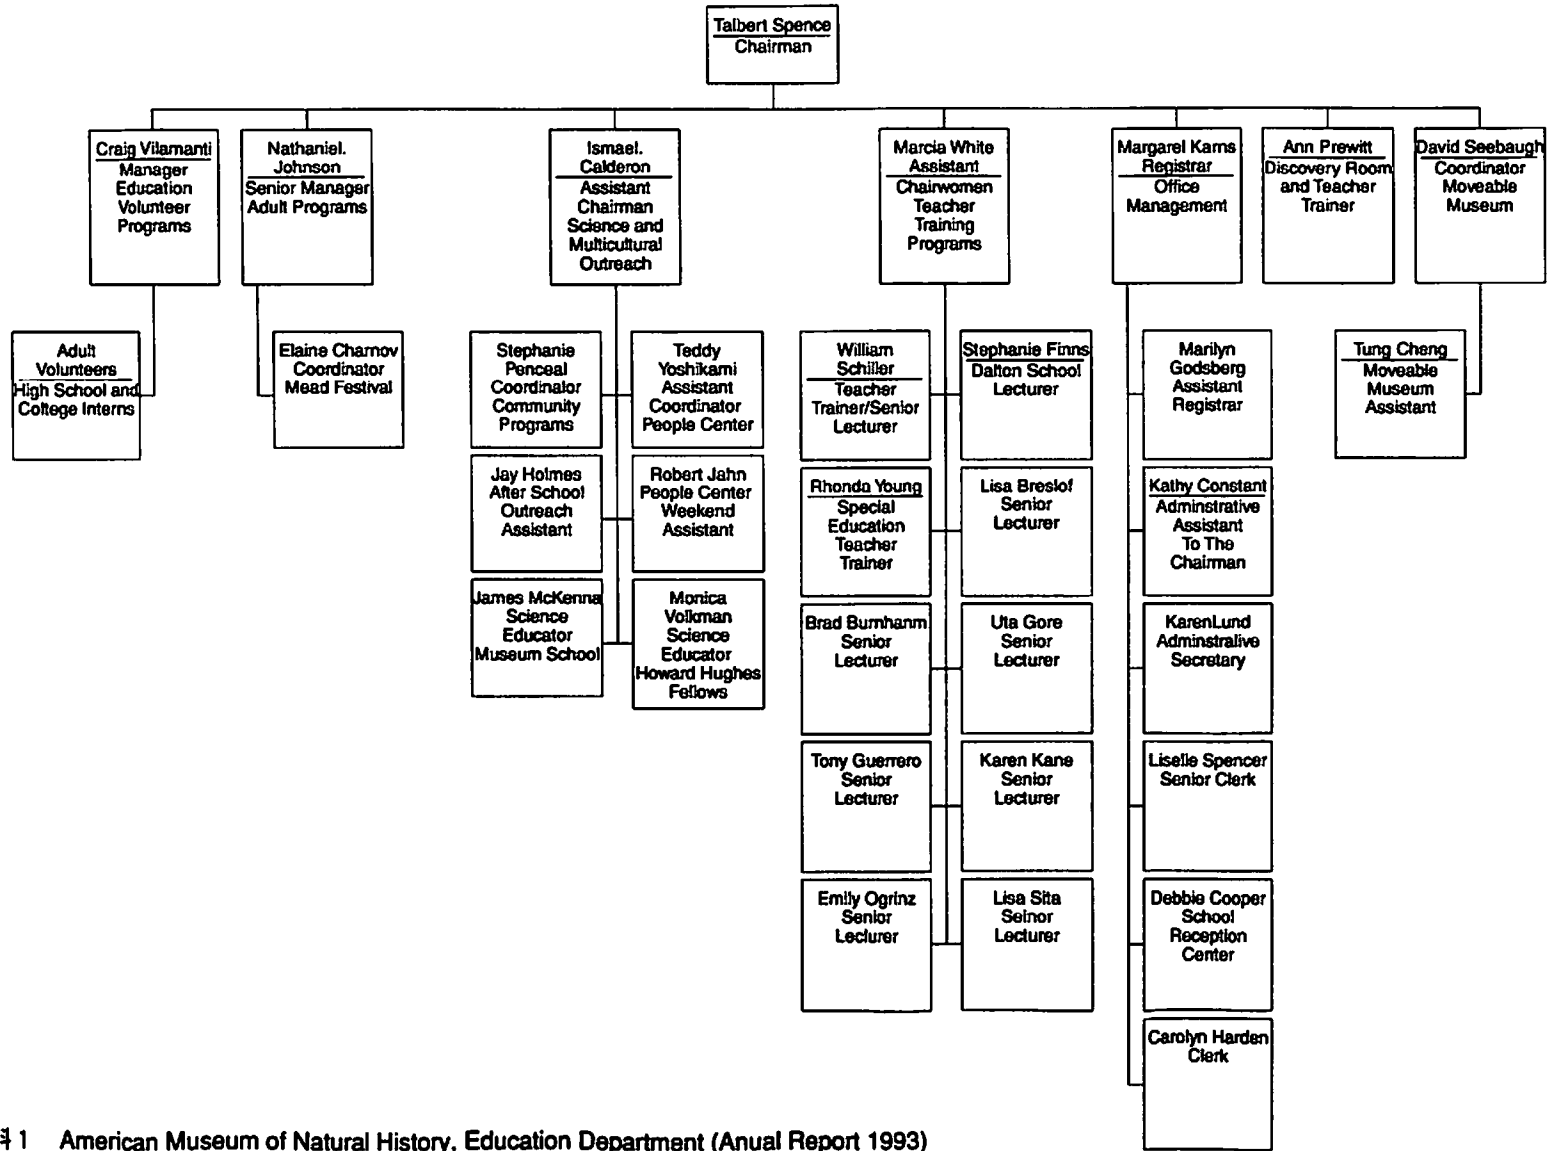 Talbert Spence
Chairman
Craig Vilamanti
Manager
Education
Volunteer
Programs
Nathaniel.
Johnson
Senior Manager
Adult Programs
Ismael.
Calderon
Assistant
Chairman
Science and
Multicultural
Outreach
Marcia White
Assistant
Chairwomen
Teacher
Training
Programs
Margarel Karns
Registrar
Office
Management
Ann Prewitt
Discovery Room
and Teacher
Trainer
David Seebaugh
Coordinator
Moveable
Museum
Adult
Volunteers
High School and
College Interns
Elaine Charnov
Coordinator
Mead Festival
Stephanie
Penceal
Coordinator
Community
Programs
Teddy
Yoshikami
Assistant
Coordinator
People Center
Jay Holmes
After School
Outreach
Assistant
Robert Jahn
People Center
Weekend
Assistant
James McKenna
Science
Educator
Museum School
Monica
Volkman
Science
Educator
Howard Hughes
Fellows
William
Schiller
Teacher
Trainer/Senior
Lecturer
Stephanie Finns
Dalton School
Lecturer
Rhonda Young
Special
Education
Teacher
Trainer
Lisa Breslof
Senior
Lecturer
Brad Burnhanm
Senior
Lecturer
Uta Gore
Senior
Lecturer
Tony Guerrero
Senior
Lecturer
Karen Kane
Senior
Lecturer
Emily Ogrinz
Senior
Lecturer
Lisa Sita
Seinor
Lecturer
Marilyn
Godsberg
Assistant
Registrar
Kathy Constant
Adminstrative
Assistant
To The
Chairman
KarenLund
Adminstralive
Secretary
Liselle Spencer
Senior Clerk
Debbie Cooper
School
Reception
Center
Carolyn Harden
Clerk
Tung Cheng
Moveable
Museum
Assistant
1 American Museum of Natural History, Education Department (Anual Report 1993)